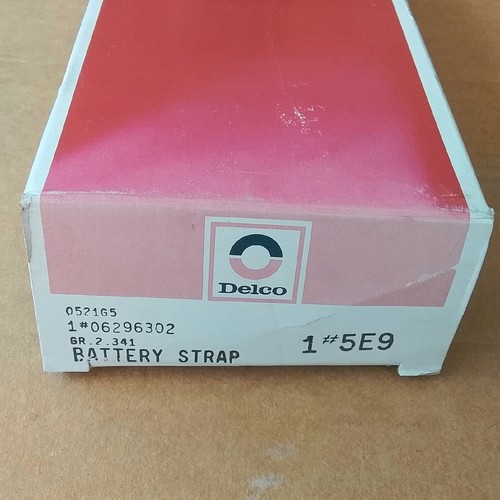 Delco
052165
1#06296302
GR.2.341
BATTERY STRAP
1#5E9